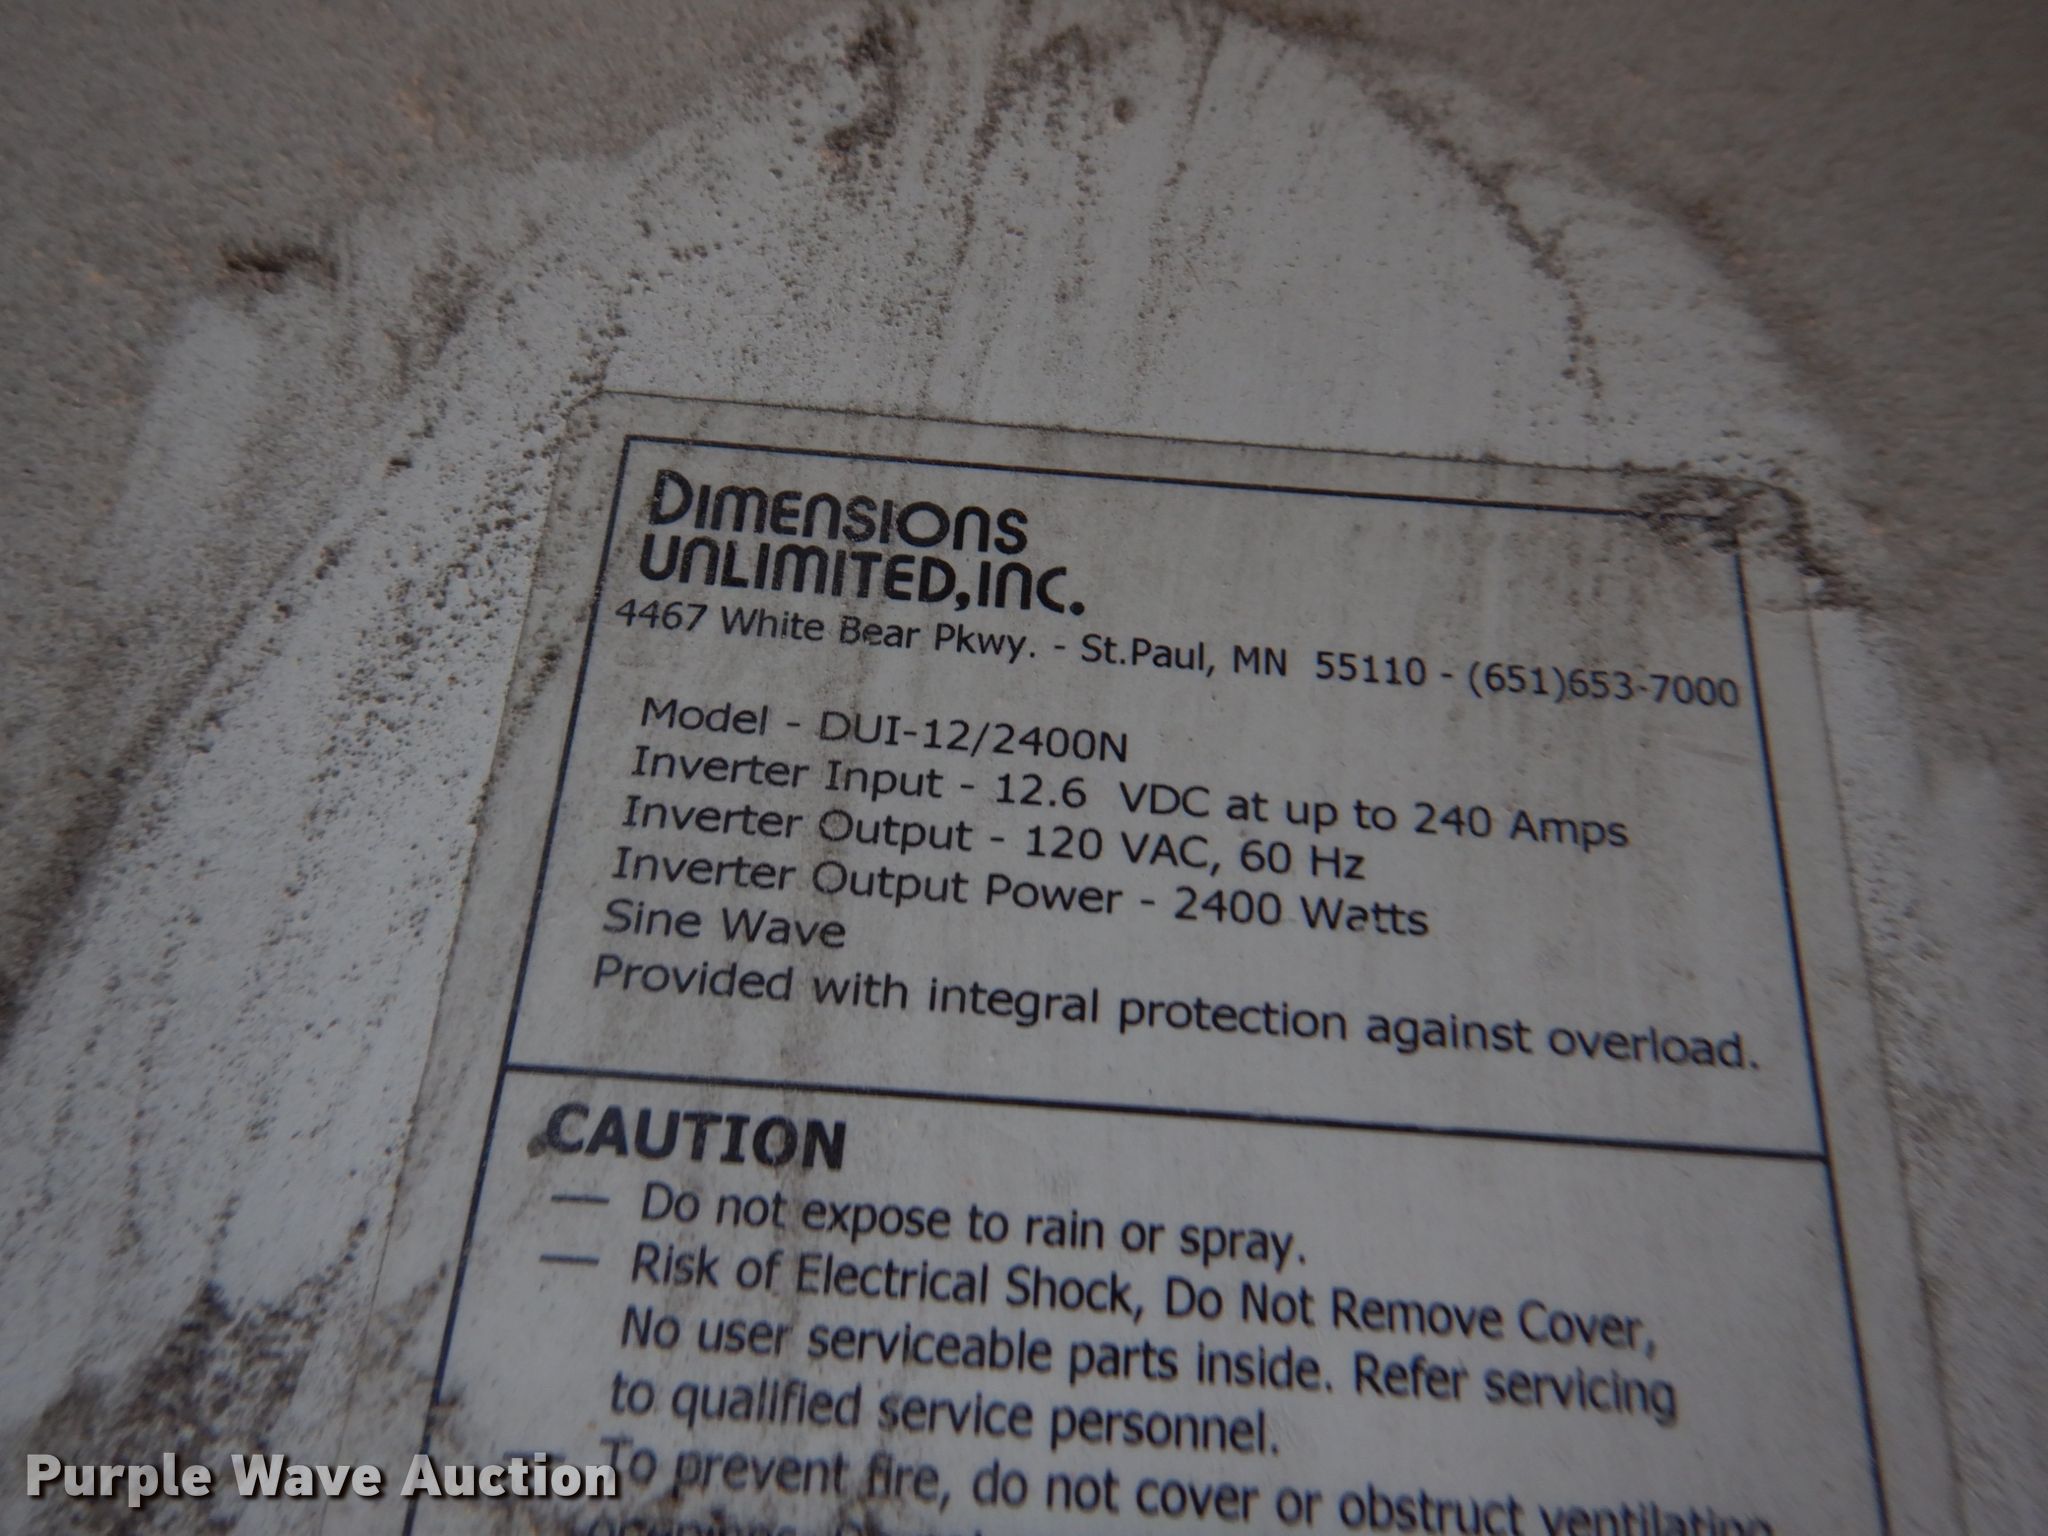 DIMENSIONS
UNLIMITED, INC.
4467 White Bear Pkwy. - St.Paul, MN 55110 - (651)653-7000
Model - DUI-12/2400N
Inverter Input - 12.6 VDC at up to 240 Amps
Inverter Output - 120 VAC, 60 Hz
Inverter Output Power - 2400 Watts
Sine Wave
Provided with integral protection against overload.
CAUTION
— Do not expose to rain or spray.
— Risk of Electrical Shock, Do Not Remove Cover,
No user serviceable parts inside. Refer servicing
to qualified service personnel.
— To prevent fire, do not cover or obstruct ventilation
Purple Wave Auction